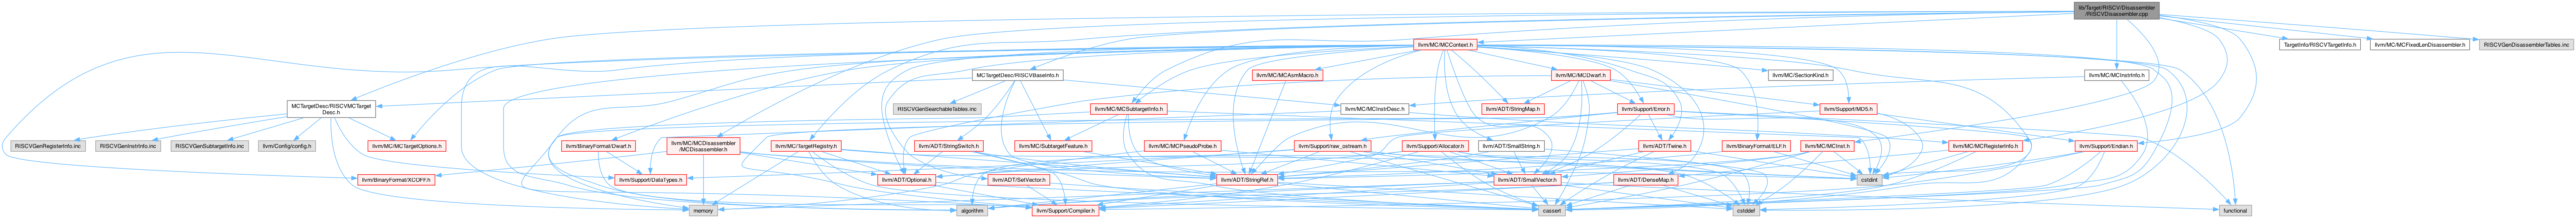 lib/Target/RISCV/Disassembler
/RISCVDisassembler.cpp
llvm/MC/MCContext.h
TargetInfo/RISCVTargetInfo.h
llvm/MC/MCFixedLenDisassembler.h
RISCVGenDisassemblerTables.inc
MCTargetDesc/RISCVBaseInfo.h
llvm/MC/MCAsmMacro.h
llvm/MC/MCDwarf.h
llvm/MC/SectionKind.h
llvm/MC/MCInstrInfo.h
MCTargetDesc/RISCVMCTarget
Desc.h
RISCVGenSearchableTables.inc
llvm/MC/MCSubtargetInfo.h
llvm/MC/MCInstrDesc.h
llvm/ADT/StringMap.h
llvm/Support/Error.h
llvm/Support/MD5.h
RISCVGenRegisterInfo.inc
RISCVGenInstrInfo.inc
RISCVGenSubtargetInfo.inc
llvm/Config/config.h
llvm/MC/MCTargetOptions.h
llvm/BinaryFormat/Dwarf.h
llvm/MC/MCDisassembler
/MCDisassembler.h
llvm/MC/TargetRegistry.h
llvm/ADT/StringSwitch.h
llvm/MC/SubtargetFeature.h
llvm/MC/MCPseudoProbe.h
llvm/Support/raw_ostream.h
llvm/Support/Allocator.h
llvm/ADT/SmallString.h
llvm/ADT/Twine.h
llvm/BinaryFormat/ELF.h
llvm/MC/MCInst.h
llvm/MC/MCRegisterInfo.h
llvm/Support/Endian.h
llvm/BinaryFormat/XCOFF.h
llvm/Support/DataTypes.h
llvm/ADT/Optional.h
llvm/ADT/SetVector.h
llvm/ADT/StringRef.h
llvm/ADT/SmallVector.h
llvm/ADT/DenseMap.h
cstdint
memory
algorithm
llvm/Support/Compiler.h
cassert
cstddef
functional